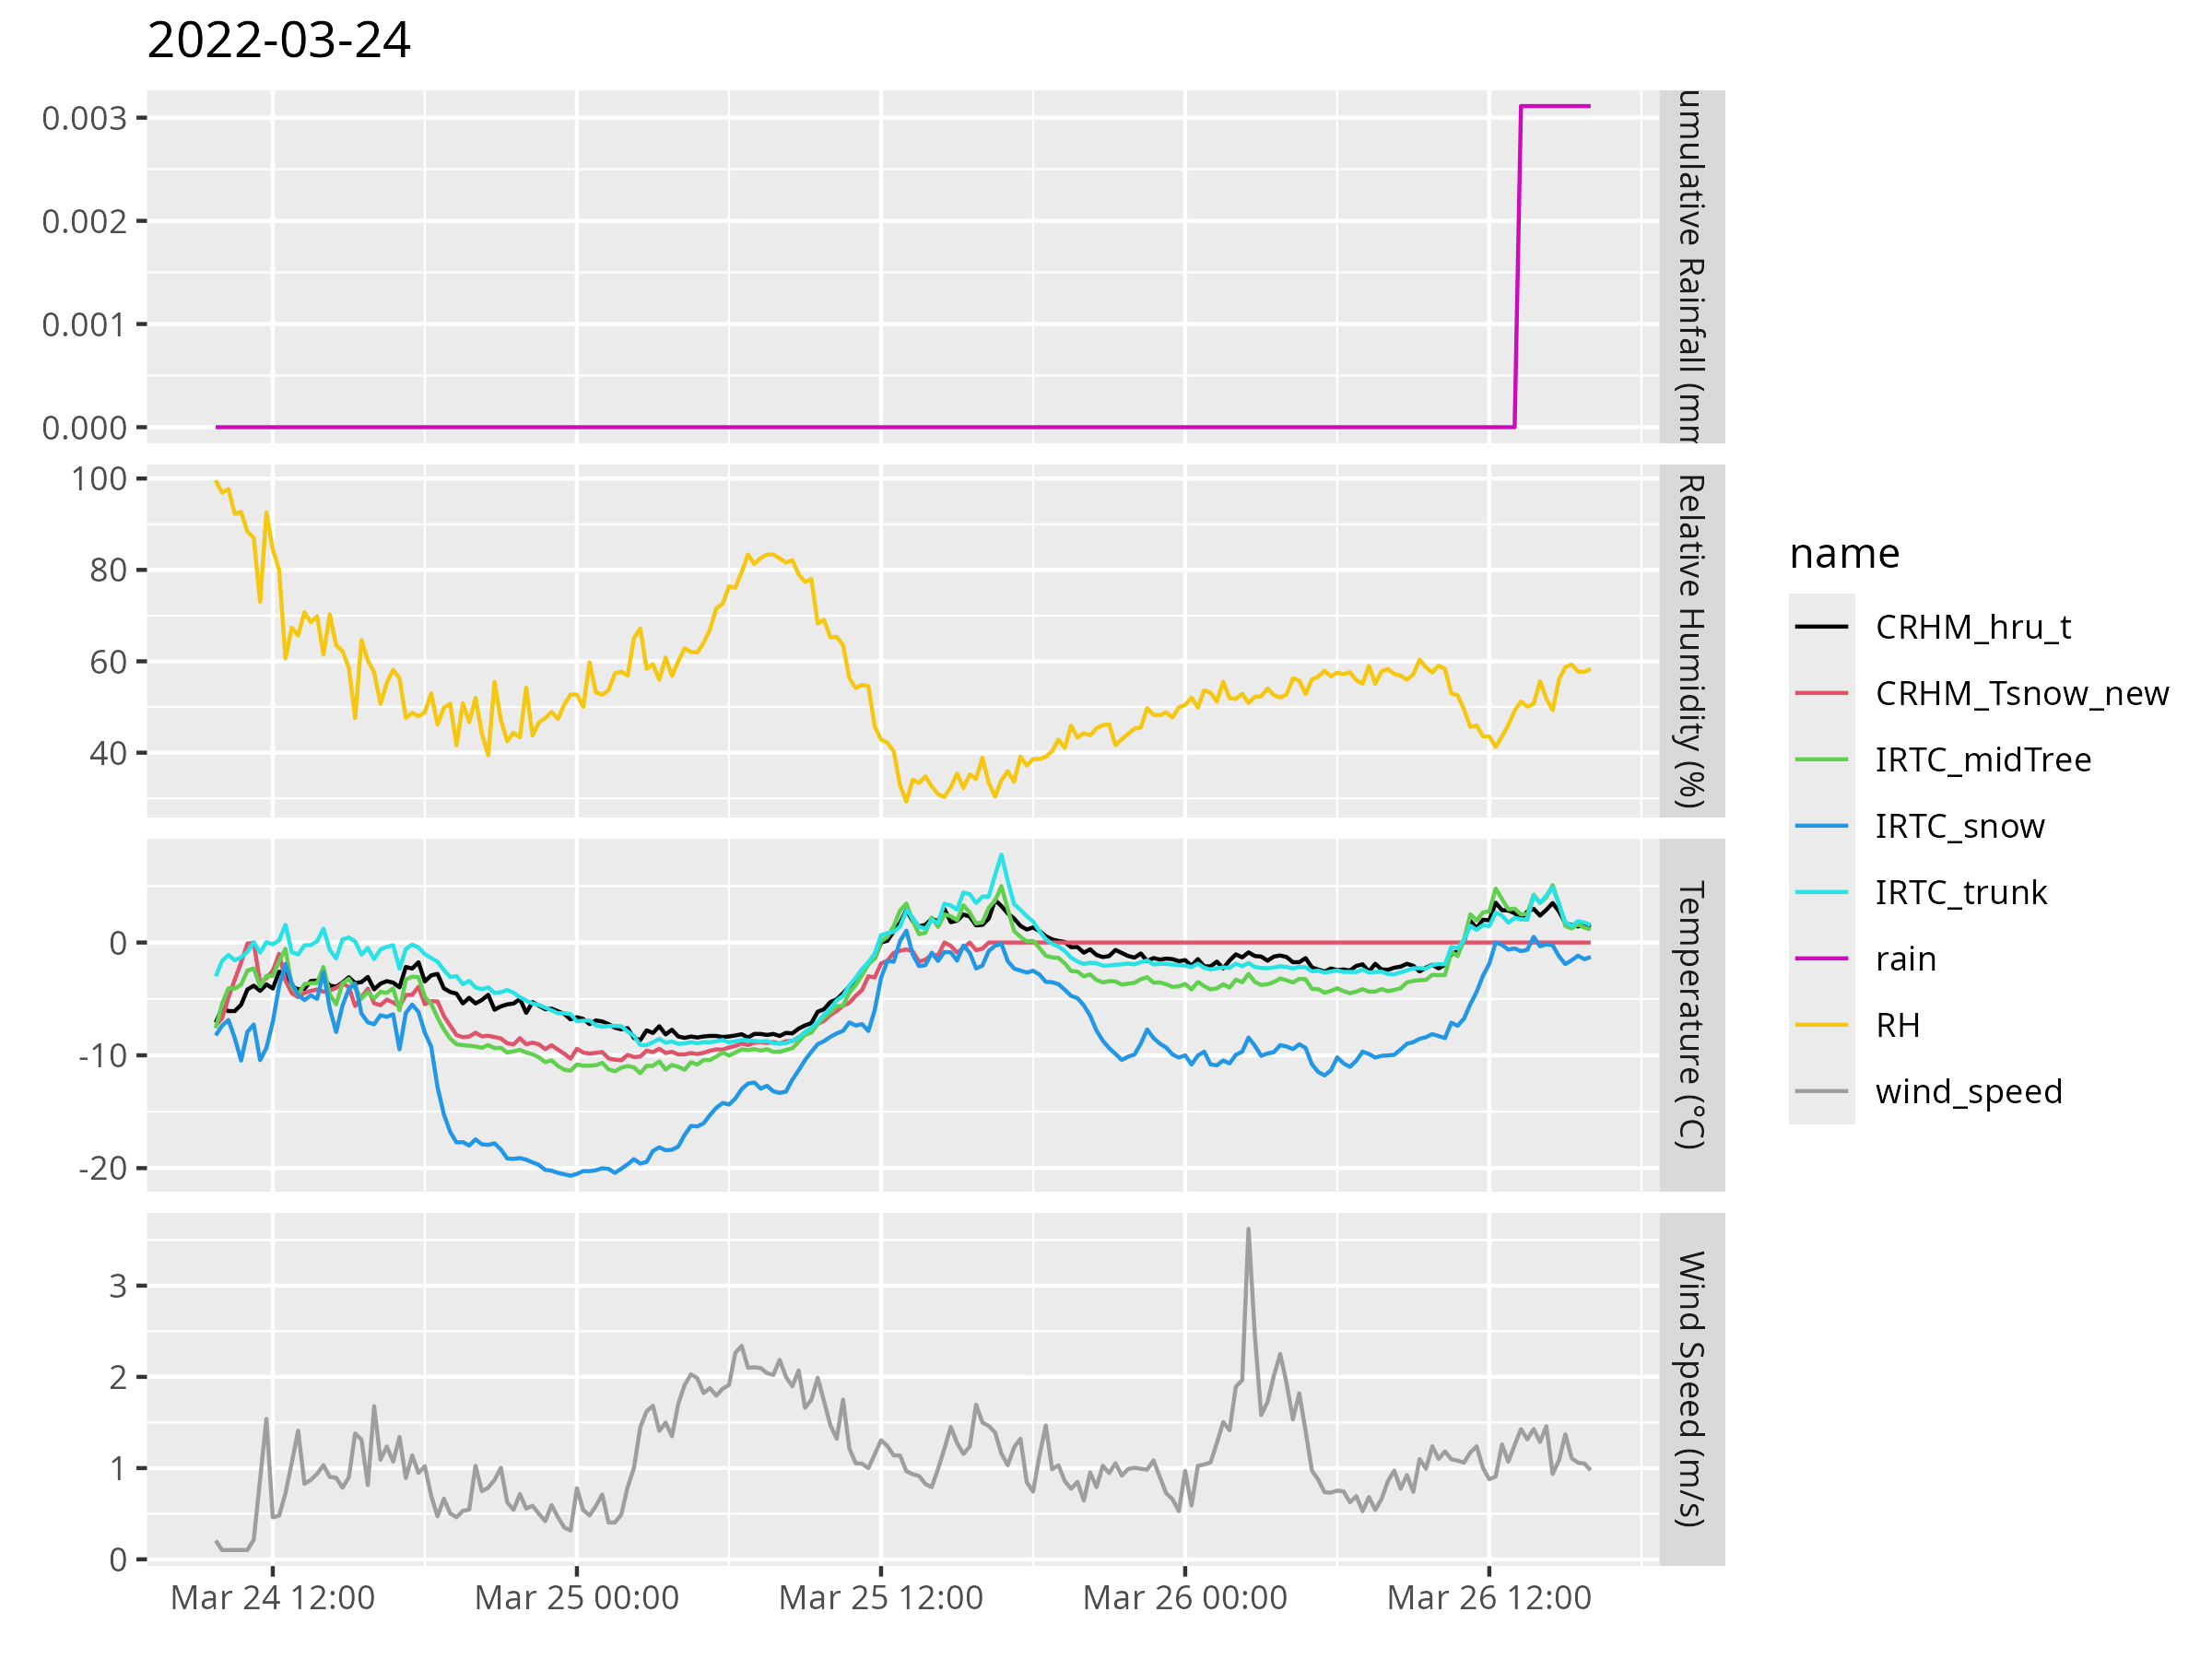 2022-03-24
0.003
0.002
0.001
0.000
umulative Rainfall (mm
100
80
60
40
Relative Humidity (%)
0
-10
-20
Temperature (°C)
3
2
1
0
Wind Speed (m/s)
Mar 24 12:00
Mar 25 00:00
Mar 25 12:00
Mar 26 00:00
Mar 26 12:00
name
CRHM_hru_t
CRHM_Tsnow_new
IRTC_midTree
IRTC_snow
IRTC_trunk
rain
RH
wind_speed